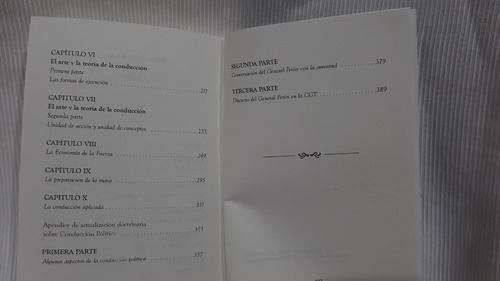 CAPÍTULO VI
El arte y la teoría de la conducción
Primera parte
Las formas de ejecución
CAPÍTULO VII
El arte y la teoría de la conducción
Segunda parte
Unidad de acción y unidad de conceptos 233
CAPÍTULO VIII
La Economía de la Fuerza 249
CAPÍTULO IX
La preparación de la masa 295
CAPITULO X
La conducción aplicada
Apéndice de actualización doctrinaria
sobre Conducción Política 353
PRIMERA PARTE
Algunos aspectos de la conducción política 357
SEGUNDA PARTE
Conversación del General Perón con la juventud 379
TERCERA PARTE
Discurso del General Perón en la CGT 389